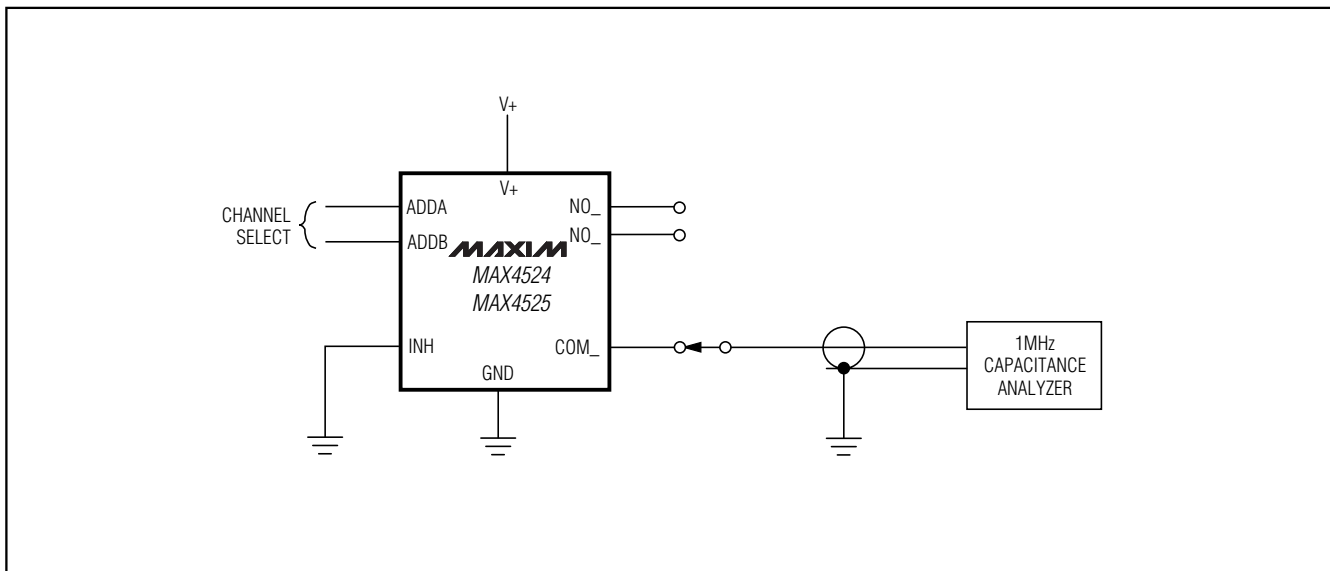 V+
V+
CHANNEL
SELECT
ADDA
ADDB
NO_
NO_
MAXIM
MAX4524
MAX4525
INH
COM_
GND
1MHz
CAPACITANCE
ANALYZER